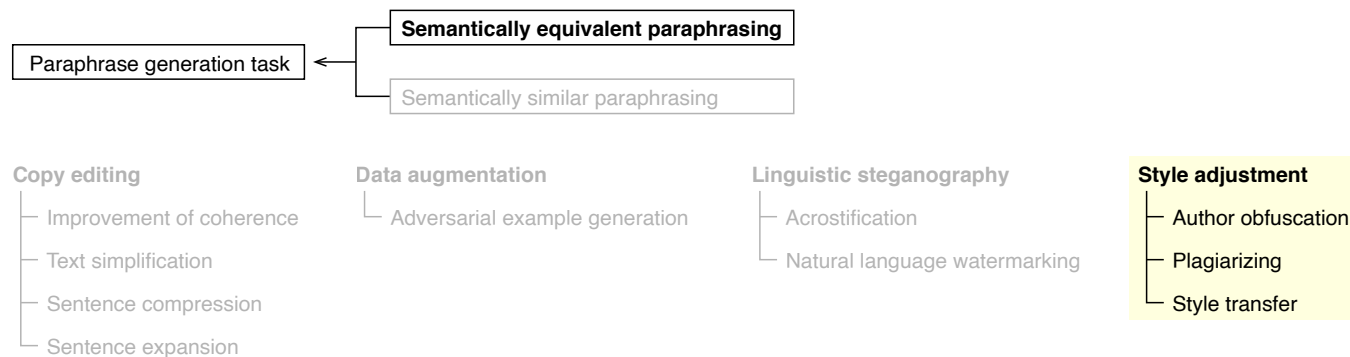 Semantically equivalent paraphrasing
Paraphrase generation task
Semantically similar paraphrasing
Copy editing
Improvement of coherence
Text simplification
Sentence compression
Sentence expansion
Data augmentation
Adversarial example generation
Linguistic steganography
Acrostification
Natural language watermarking
Style adjustment
Author obfuscation
Plagiarizing
Style transfer